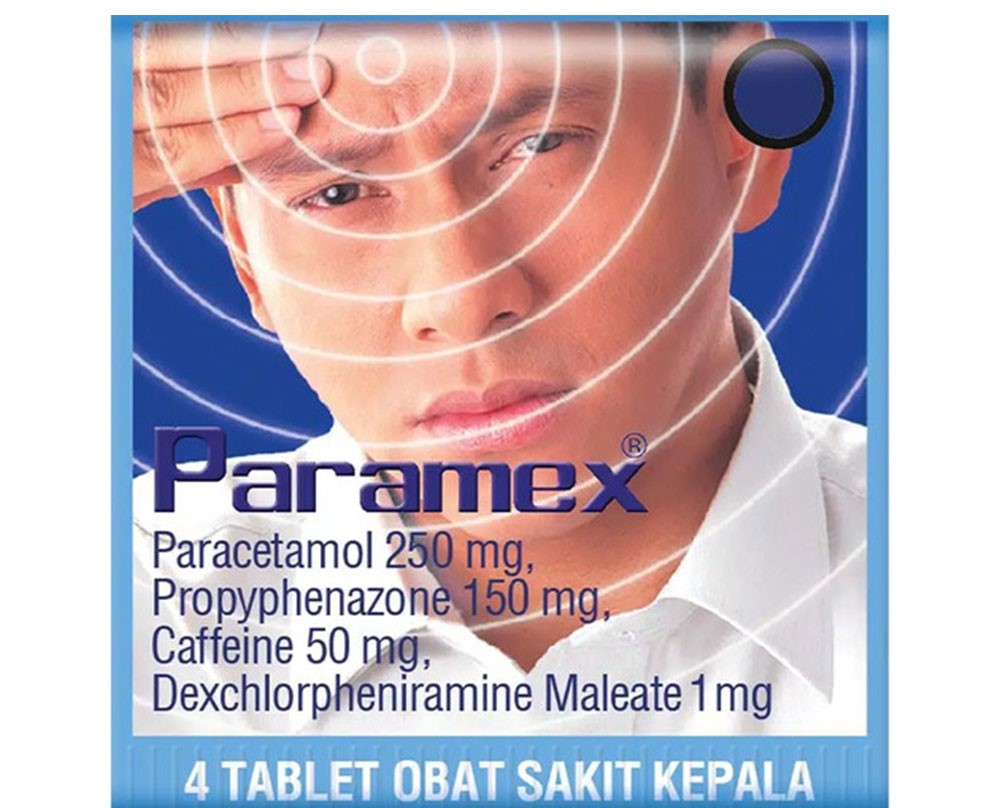 Paramex®
Paracetamol 250 mg,
Propyphenazone 150 mg,
Caffeine 50 mg,
Dexchlorpheniramine Maleate 1 mg
4 TABLET OBAT SAKIT KEPALA